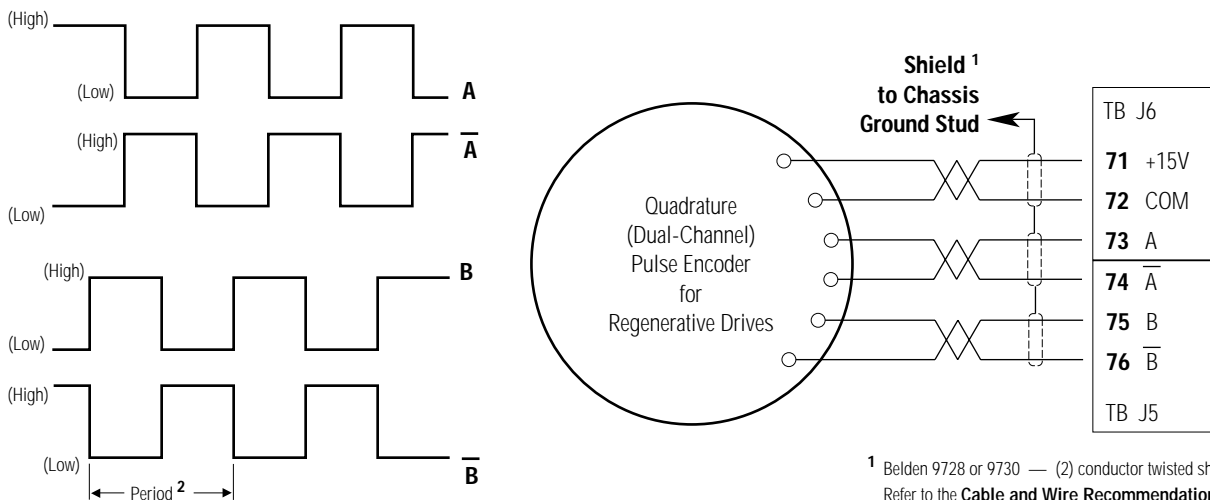 (High)
(Low)
A
(High)
A̅
(Low)
(High)
B
(Low)
(High)
(Low)
B̅
Period 2
Shield 1
to Chassis
Ground Stud
Quadrature
(Dual-Channel)
Pulse Encoder
for
Regenerative Drives
TB J6
71 +15V
72 COM
73 A
74 A̅
75 B
76 B̅
TB J5
1 Belden 9728 or 9730 — (2) conductor twisted sh
Refer to the Cable and Wire Recommendation